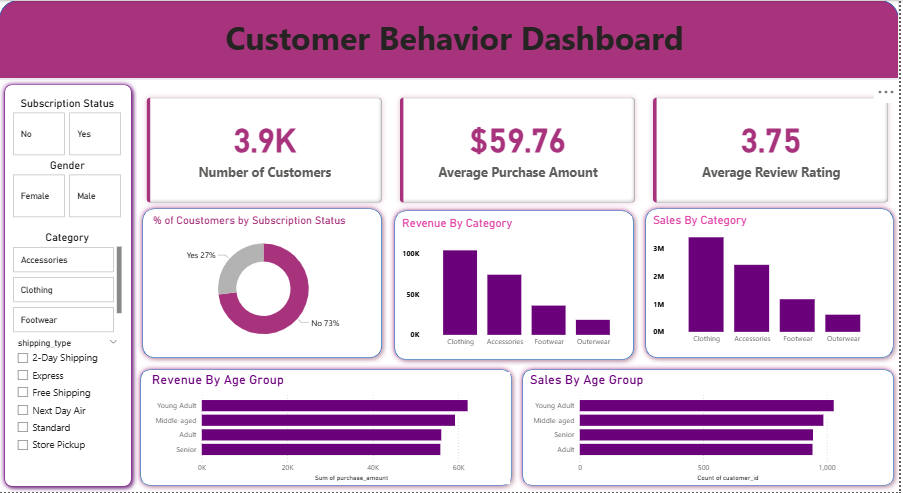 Customer Behavior Dashboard
Subscription Status
No
Yes
Gender
Female
Male
Category
Accessories
Clothing
Footwear
shipping_type
2-Day Shipping
Express
Free Shipping
Next Day Air
Standard
Store Pickup
3.9K
Number of Customers
$59.76
Average Purchase Amount
3.75
Average Review Rating
% of Coustomers by Subscription Status
Yes 27%
No 73%
Revenue By Category
100K
50K
0K
Clothing
Accessories
Footwear
Outerwear
Sales By Category
3M
2M
1M
0M
Clothing
Accessories
Footwear
Outerwear
Revenue By Age Group
Young Adult
Middle-aged
Adult
Senior
0K
20K
40K
60K
Sum of purchase_amount
Sales By Age Group
Young Adult
Middle-aged
Senior
Adult
0
500
1,000
Count of customer_id